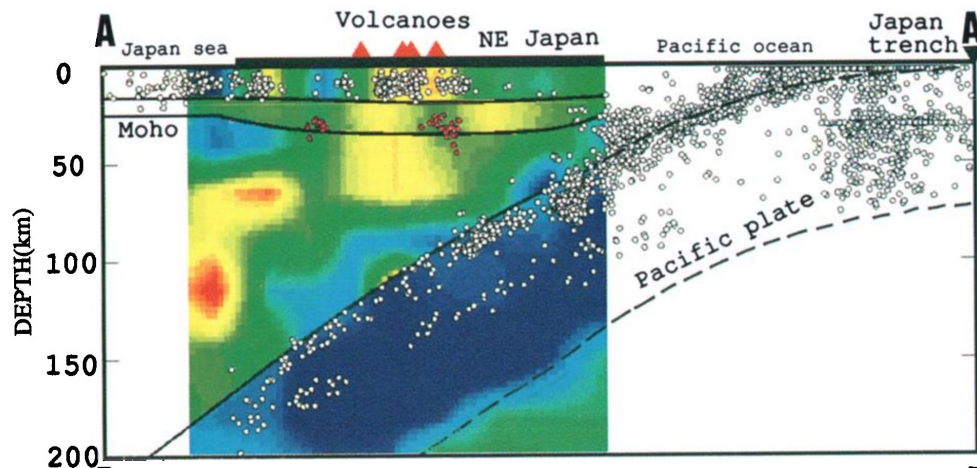 A
Volcanoes
Japan sea
NE Japan
Pacific ocean
Japan
trench
A
0
Moho
50
Pacific plate
100
DEPTH(km)
150
200